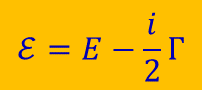 ℰ = E − i/2 Γ